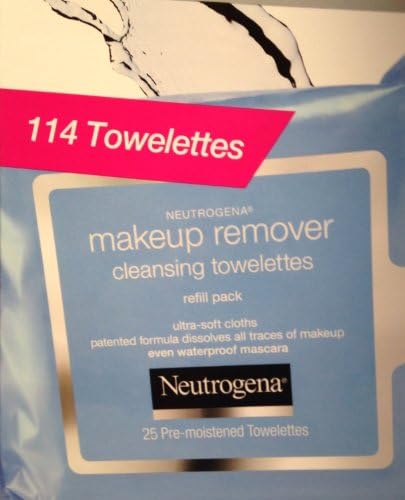 114 Towelettes
NEUTROGENA®
makeup remover
cleansing towelettes
refill pack
ultra-soft cloths
patented formula dissolves all traces of makeup
even waterproof mascara
Neutrogena®
25 Pre-moistened Towelettes